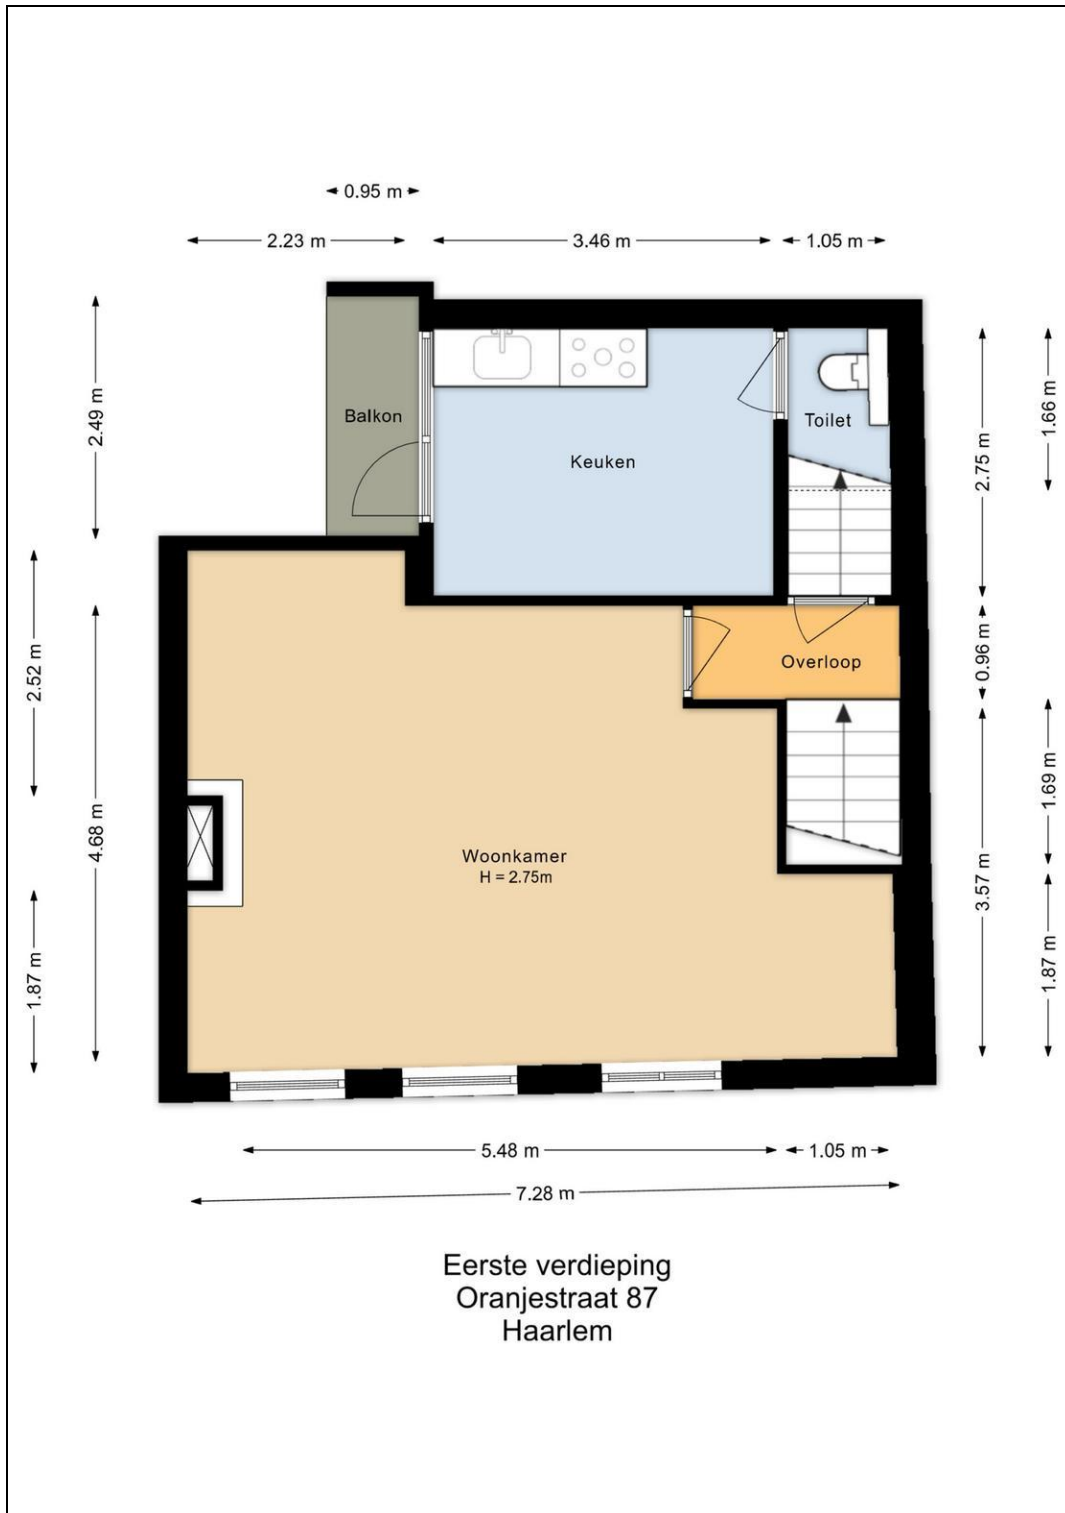 0.95 m
2.23 m
3.46 m
1.05 m
2.49 m
Balkon
Keuken
Toilet
2.75 m
1.66 m
2.52 m
4.68 m
1.87 m
Overloop
0.96 m
1.69 m
3.57 m
1.87 m
Woonkamer
H = 2.75m
5.48 m
1.05 m
7.28 m
Eerste verdieping
Oranjestraat 87
Haarlem